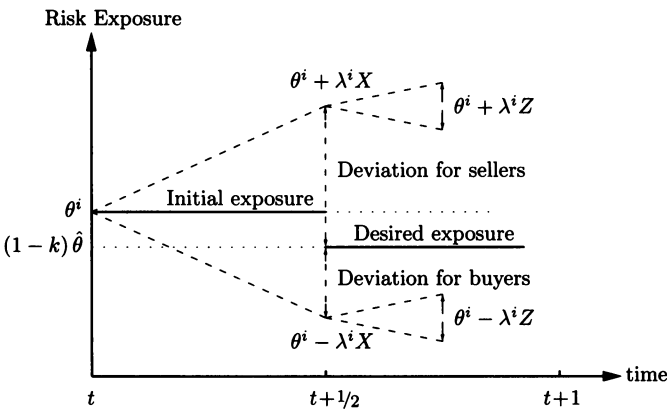 Risk Exposure
θ^i + λ^i X
θ^i + λ^i Z
Deviation for sellers
Initial exposure
θ^i
Desired exposure
(1 − k) θ̂
Deviation for buyers
θ^i − λ^i Z
θ^i − λ^i X
time
t
t+1/2
t+1